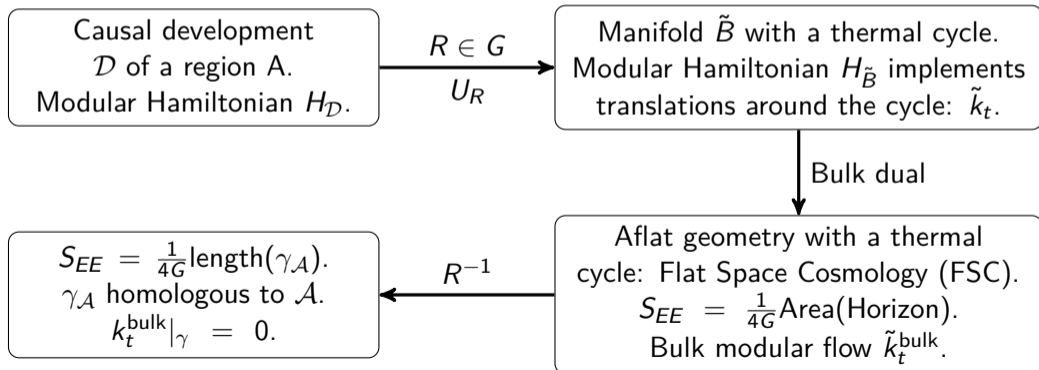 Causal development
𝒟 of a region A.
Modular Hamiltonian H_𝒟.
R ∈ G
U_R
Manifold B̃ with a thermal cycle.
Modular Hamiltonian H_B̃ implements
translations around the cycle: k̃_t.
Bulk dual
Aflat geometry with a thermal
cycle: Flat Space Cosmology (FSC).
S_EE = 1/4G Area(Horizon).
Bulk modular flow k̃_t^bulk.
R^−1
S_EE = 1/4G length(γ_𝒜).
γ_𝒜 homologous to 𝒜.
k_t^bulk|_γ = 0.